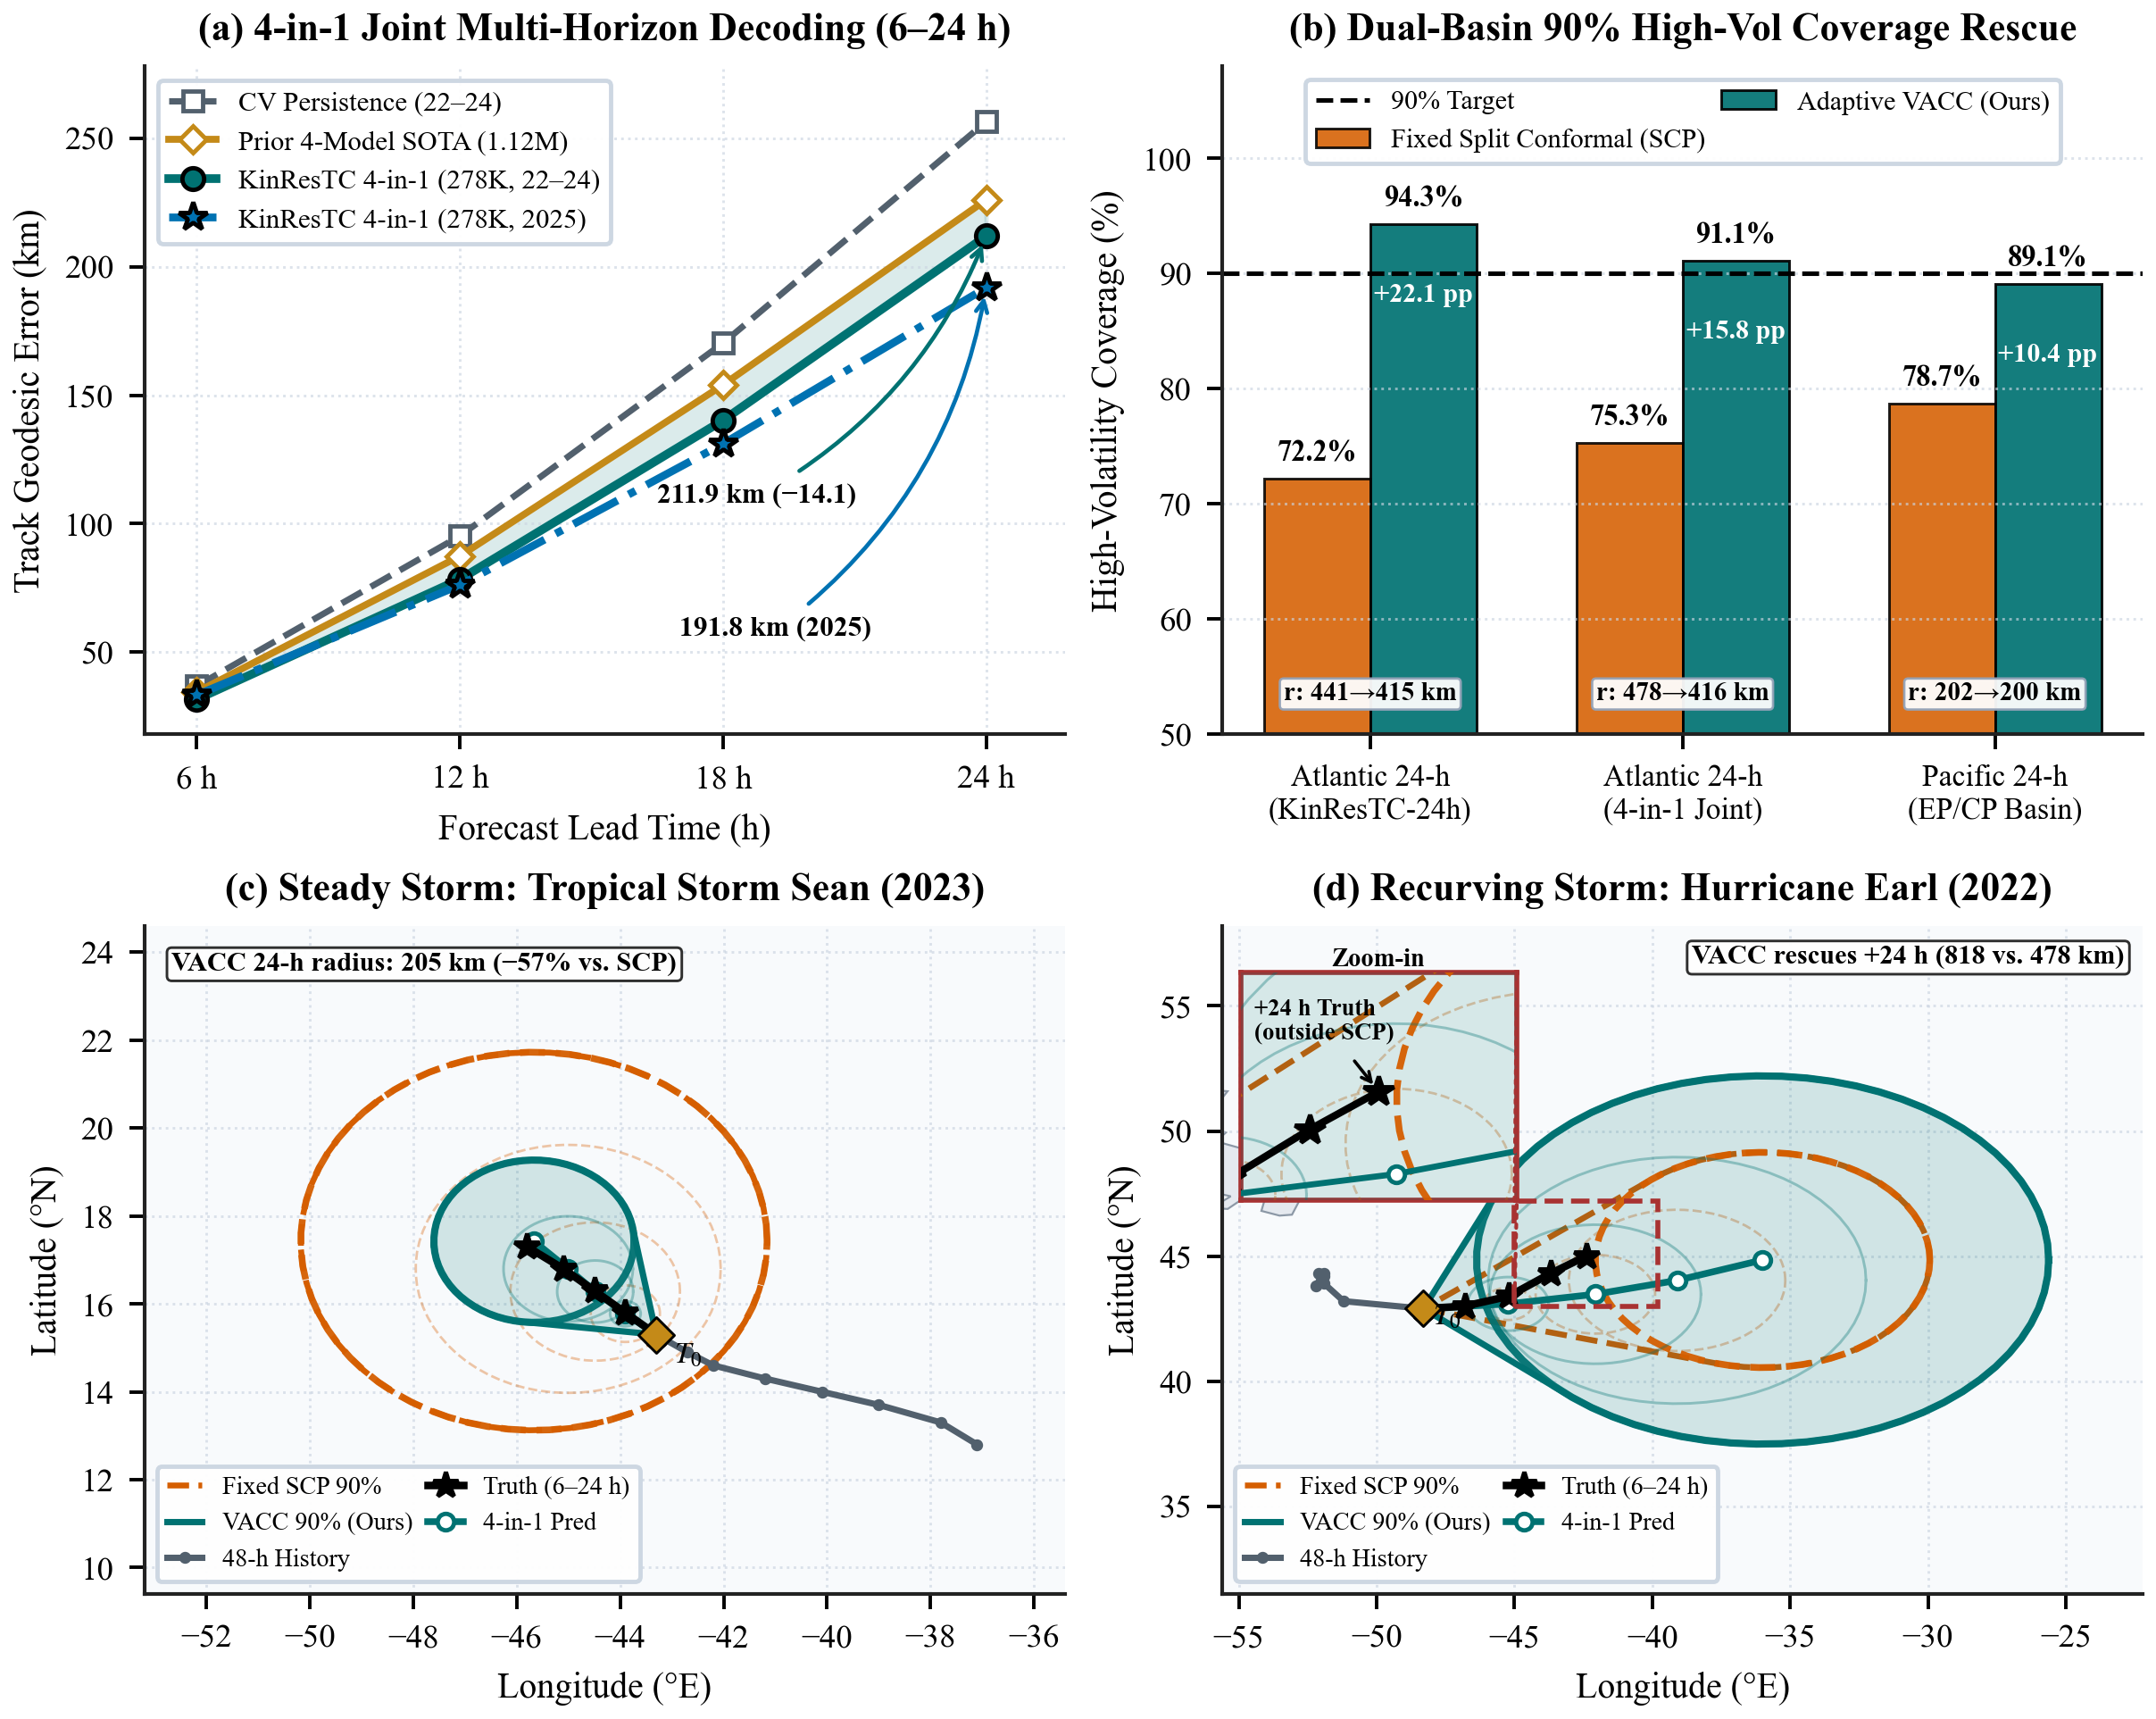 (a) 4-in-1 Joint Multi-Horizon Decoding (6–24 h)
CV Persistence (22–24)
Prior 4-Model SOTA (1.12M)
KinResTC 4-in-1 (278K, 22–24)
KinResTC 4-in-1 (278K, 2025)
Track Geodesic Error (km)
250
200
150
100
50
211.9 km (−14.1)
191.8 km (2025)
6 h
12 h
18 h
24 h
Forecast Lead Time (h)
(b) Dual-Basin 90% High-Vol Coverage Rescue
90% Target
Fixed Split Conformal (SCP)
Adaptive VACC (Ours)
High-Volatility Coverage (%)
100
90
80
70
60
50
94.3%
91.1%
89.1%
+22.1 pp
+15.8 pp
+10.4 pp
72.2%
75.3%
78.7%
r: 441→415 km
r: 478→416 km
r: 202→200 km
Atlantic 24-h
(KinResTC-24h)
Atlantic 24-h
(4-in-1 Joint)
Pacific 24-h
(EP/CP Basin)
(c) Steady Storm: Tropical Storm Sean (2023)
VACC 24-h radius: 205 km (−57% vs. SCP)
Latitude (°N)
24
22
20
18
16
14
12
10
T₀
Fixed SCP 90%
VACC 90% (Ours)
48-h History
Truth (6–24 h)
4-in-1 Pred
−52
−50
−48
−46
−44
−42
−40
−38
−36
Longitude (°E)
(d) Recurving Storm: Hurricane Earl (2022)
Zoom-in
VACC rescues +24 h (818 vs. 478 km)
+24 h Truth
(outside SCP)
Latitude (°N)
55
50
45
40
35
T₀
Fixed SCP 90%
VACC 90% (Ours)
48-h History
Truth (6–24 h)
4-in-1 Pred
−55
−50
−45
−40
−35
−30
−25
Longitude (°E)